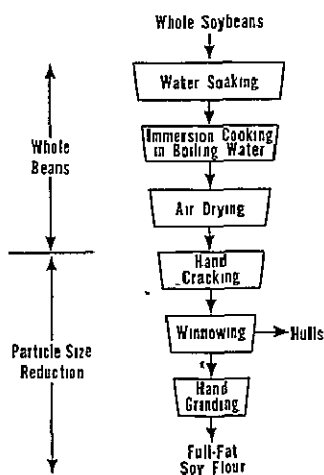 Whole Soybeans
Water Soaking
Immersion Cooking
in Boiling Water
Whole
Beans
Air Drying
Hand
Cracking
Winnowing
Hulls
Particle Size
Reduction
Hand
Grinding
Full-Fat
Soy Flour